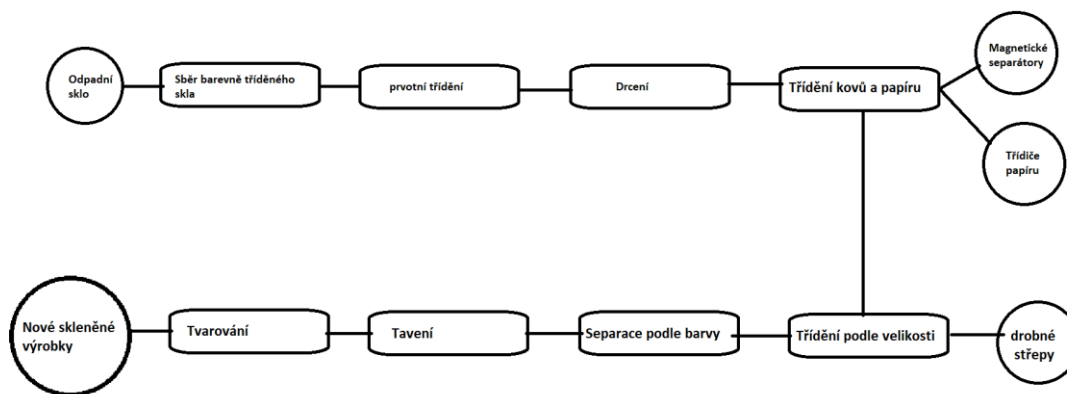 Odpadní
sklo
Sběr barevně tříděného
skla
prvotní třídění
Drcení
Třídění kovů a papíru
Magnetické
separátory
Třídiče
papíru
Nové skleněné
výrobky
Tvarování
Tavení
Separace podle barvy
Třídění podle velikosti
drobné
střepy